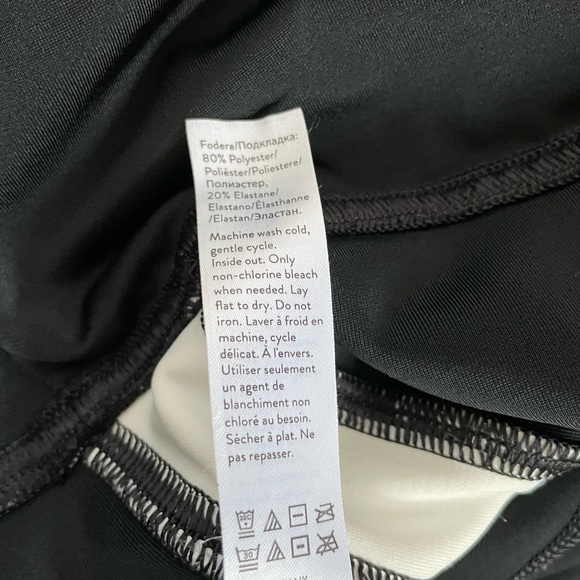 Fodera/Подкладка:
80% Polyester/
Poliéster/Poliestere/
Полиэстер,
20% Elastane/
Elastano/Élasthanne
/Elastan/Эластан.
Machine wash cold,
gentle cycle.
Inside out. Only
non-chlorine bleach
when needed. Lay
flat to dry. Do not
iron. Laver à froid en
machine, cycle
délicat. À l'envers.
Utiliser seulement
un agent de
blanchiment non
chloré au besoin.
Sécher à plat. Ne
pas repasser.
30C
30